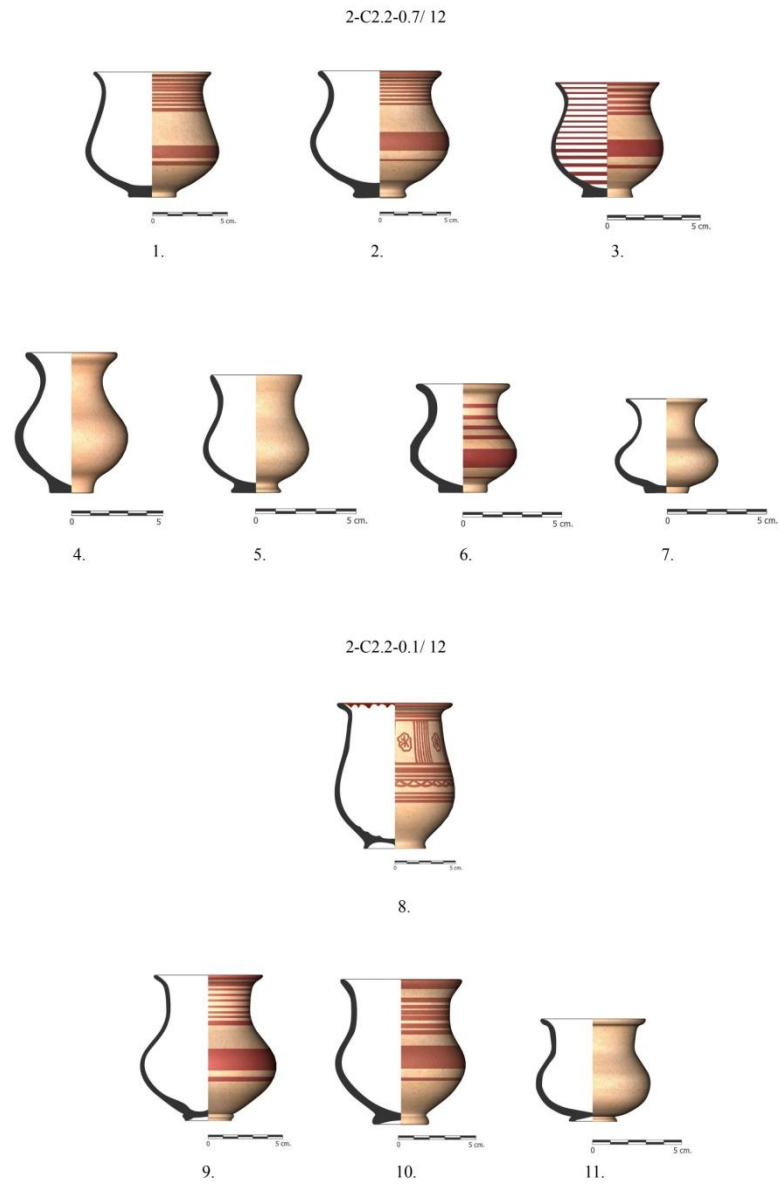 2-C2.2-0.7/ 12
0 5 cm.
0 5 cm.
0 5 cm.
1. 2. 3.
0 5
0 5 cm.
0 5 cm.
0 5 cm.
4. 5. 6. 7.
2-C2.2-0.1/ 12
0 5 cm.
8.
0 5 cm.
0 5 cm.
0 5 cm.
9. 10. 11.